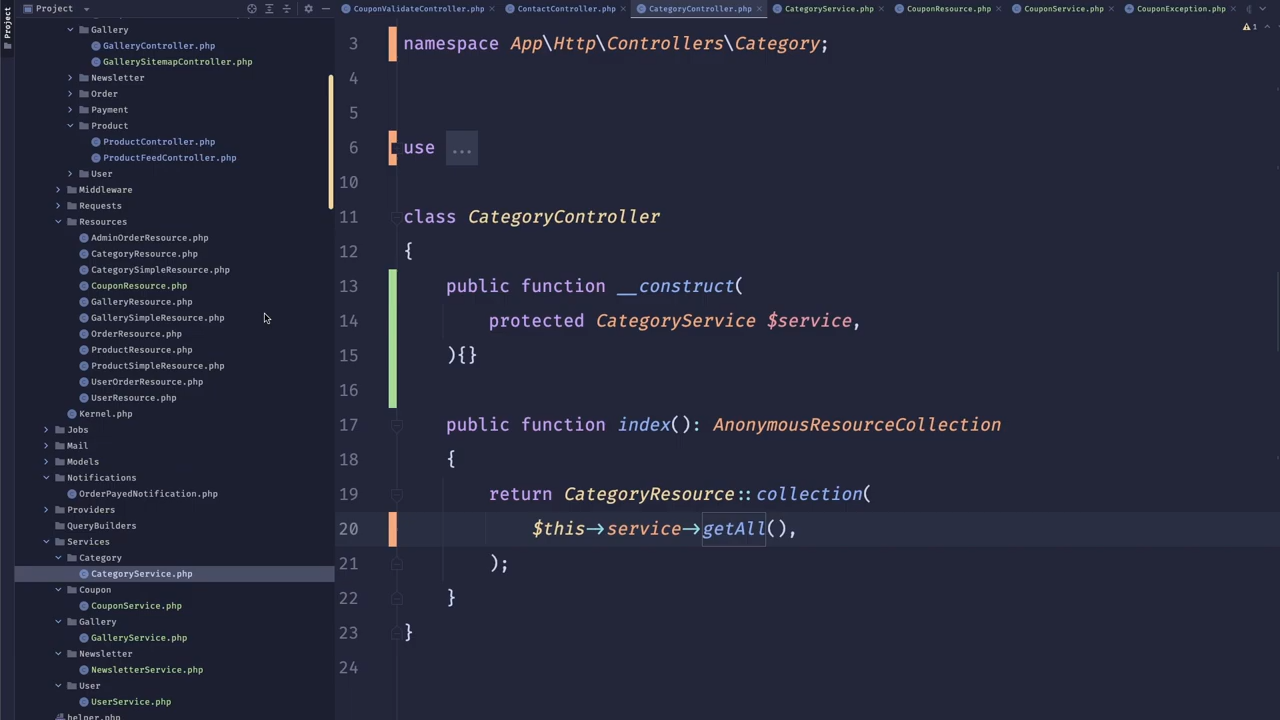 Project
Project
Gallery
GalleryController.php
GallerySitemapController.php
Newsletter
Order
Payment
Product
ProductController.php
ProductFeedController.php
User
Middleware
Requests
Resources
AdminOrderResource.php
CategoryResource.php
CategorySimpleResource.php
CouponResource.php
GalleryResource.php
GallerySimpleResource.php
OrderResource.php
ProductResource.php
ProductSimpleResource.php
UserOrderResource.php
UserResource.php
Kernel.php
Jobs
Mail
Models
Notifications
OrderPayedNotification.php
Providers
QueryBuilders
Services
Category
CategoryService.php
Coupon
CouponService.php
Gallery
GalleryService.php
Newsletter
NewsletterService.php
User
UserService.php
helper.php
CouponValidateController.php ContactController.php CategoryController.php CategoryService.php CouponResource.php CouponService.php CouponException.php
1
3 namespace App\Http\Controllers\Category;
4
5
6 use ...
10
11 class CategoryController
12 {
13 public function __construct(
14 protected CategoryService $service,
15 ){}
16
17 public function index(): AnonymousResourceCollection
18 {
19 return CategoryResource::collection(
20 $this->service->getAll(),
21 );
22 }
23 }
24